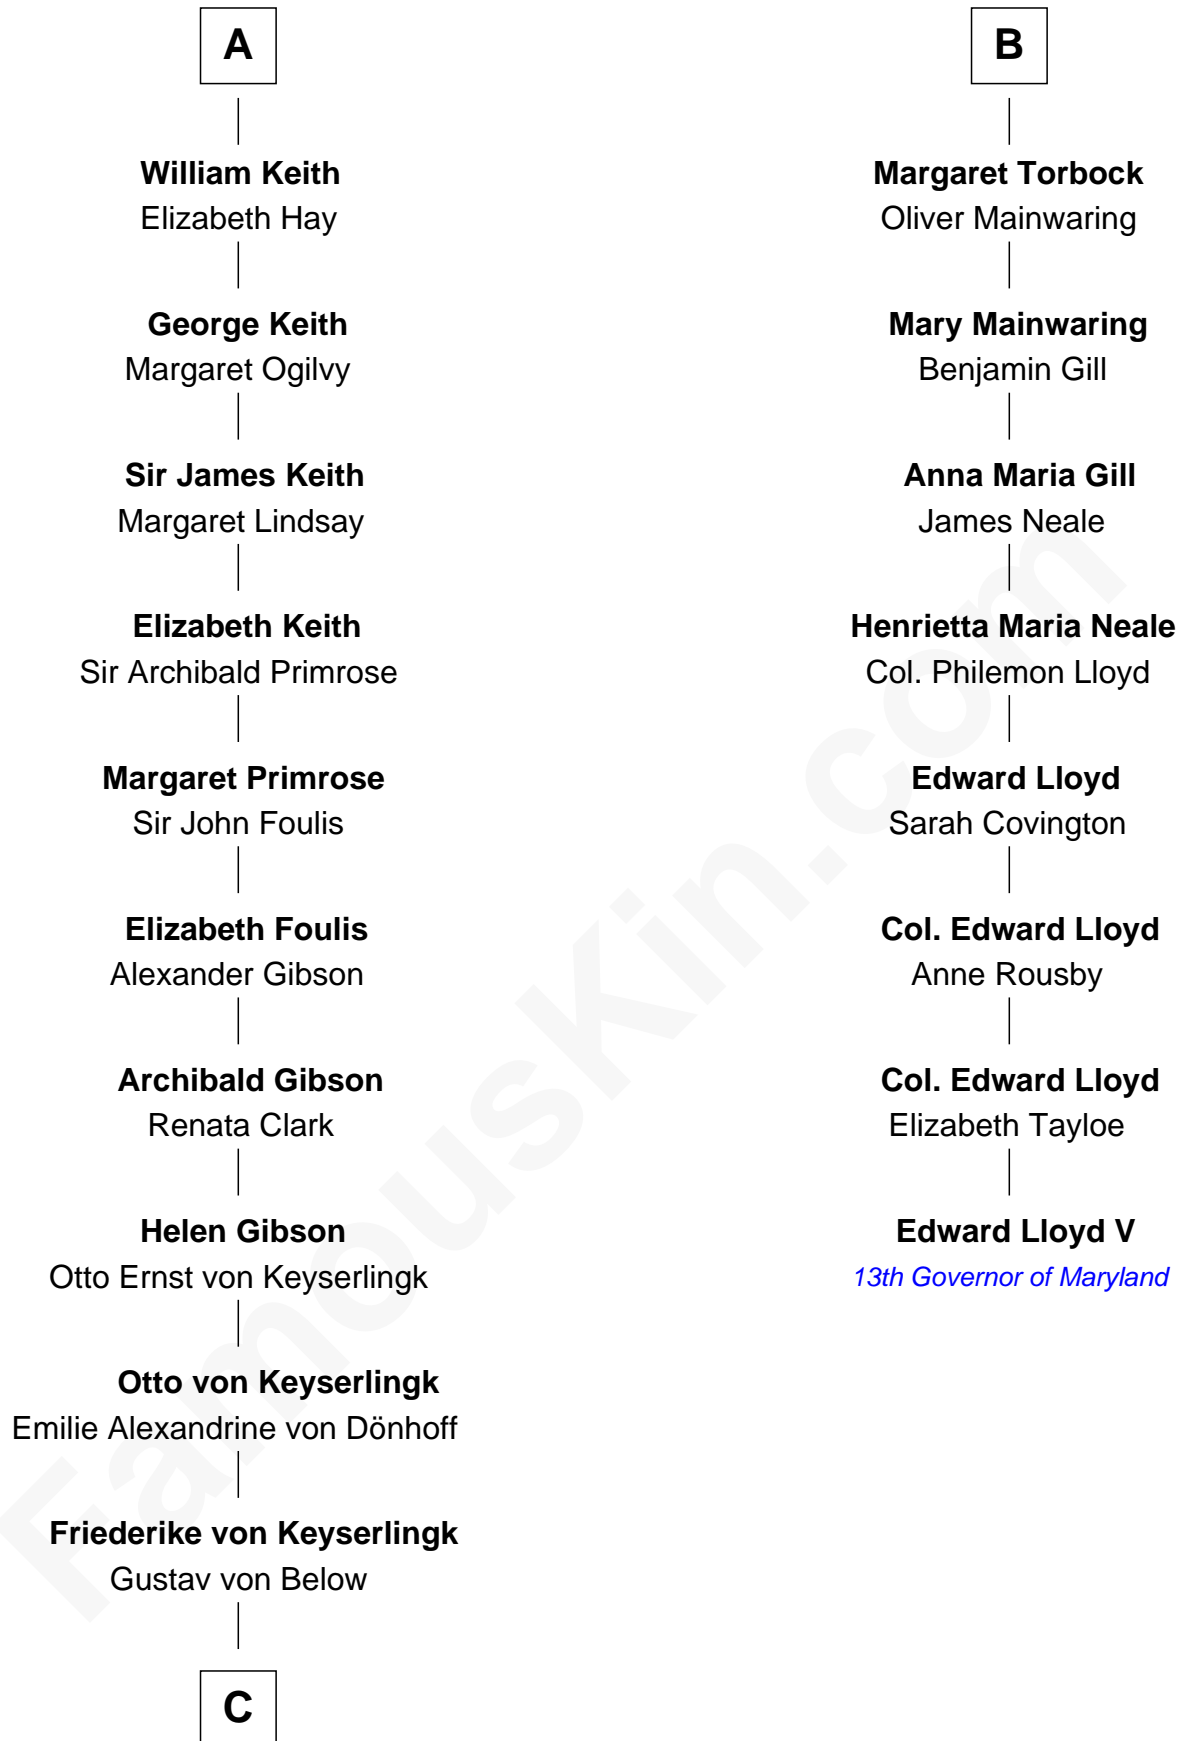 A
William Keith
Elizabeth Hay
George Keith
Margaret Ogilvy
Sir James Keith
Margaret Lindsay
Elizabeth Keith
Sir Archibald Primrose
Margaret Primrose
Sir John Foulis
Elizabeth Foulis
Alexander Gibson
Archibald Gibson
Renata Clark
Helen Gibson
Otto Ernst von Keyserlingk
Otto von Keyserlingk
Emilie Alexandrine von Dönhoff
Friederike von Keyserlingk
Gustav von Below
C
B
Margaret Torbock
Oliver Mainwaring
Mary Mainwaring
Benjamin Gill
Anna Maria Gill
James Neale
Henrietta Maria Neale
Col. Philemon Lloyd
Edward Lloyd
Sarah Covington
Col. Edward Lloyd
Anne Rousby
Col. Edward Lloyd
Elizabeth Tayloe
Edward Lloyd V
13th Governor of Maryland
FamousKin.com